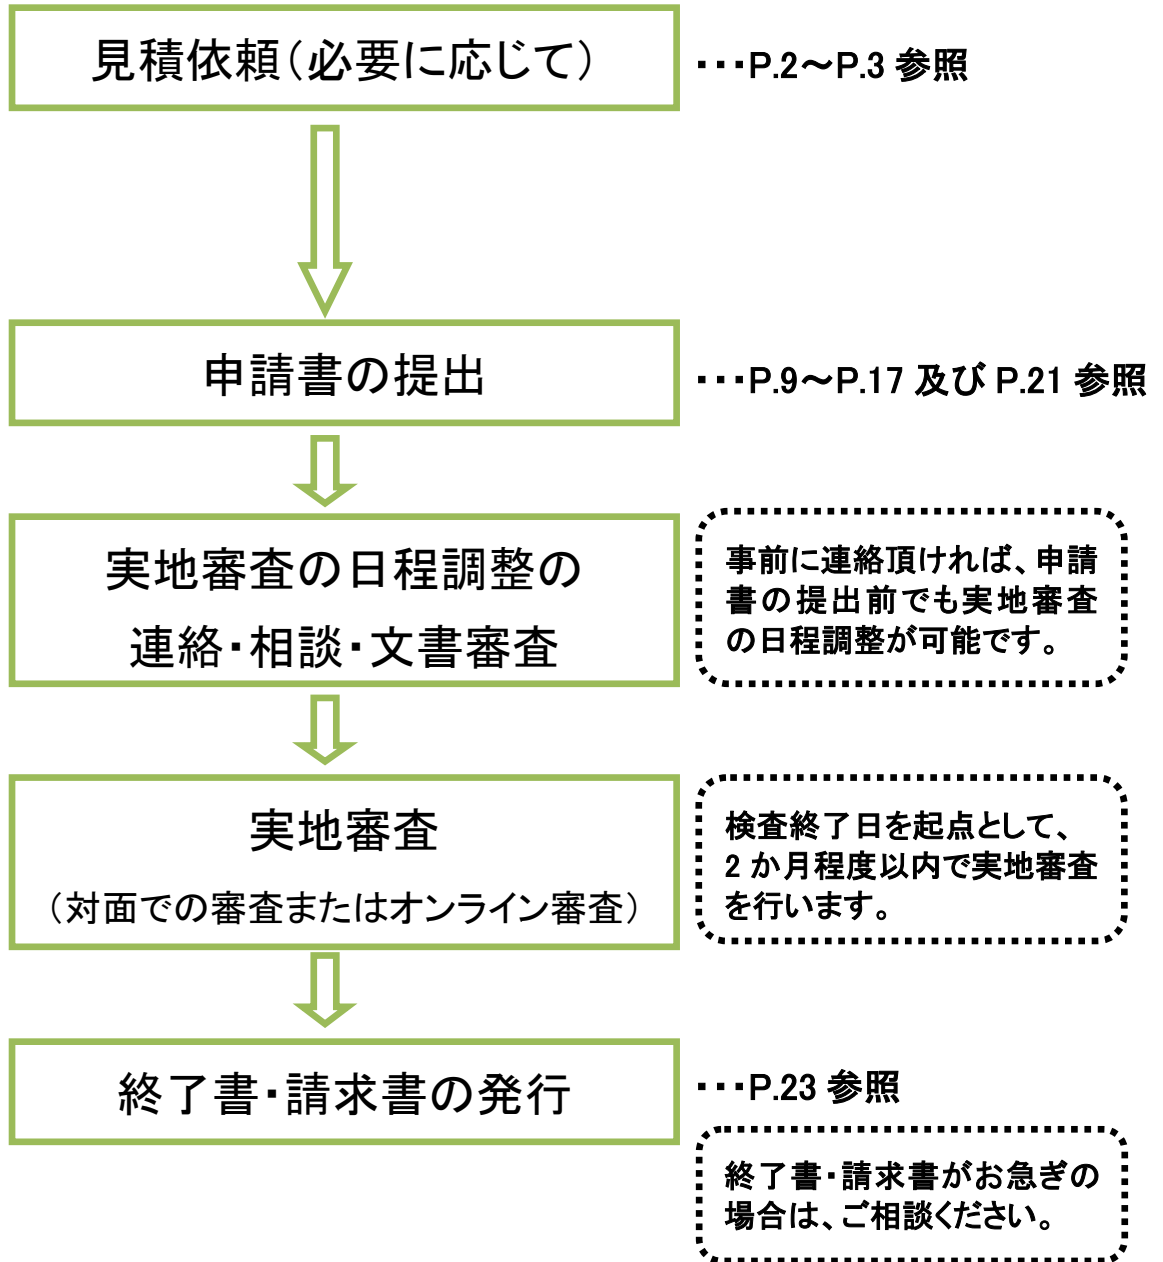 見積依頼（必要に応じて）
･･･P.2～P.3 参照
申請書の提出
･･･P.9～P.17 及び P.21 参照
実地審査の日程調整の
連絡・相談・文書審査
事前に連絡頂ければ、申請
書の提出前でも実地審査
の日程調整が可能です。
実地審査
（対面での審査またはオンライン審査）
検査終了日を起点として、
2 か月程度以内で実地審査
を行います。
終了書・請求書の発行
･･･P.23 参照
終了書・請求書がお急ぎの
場合は、ご相談ください。